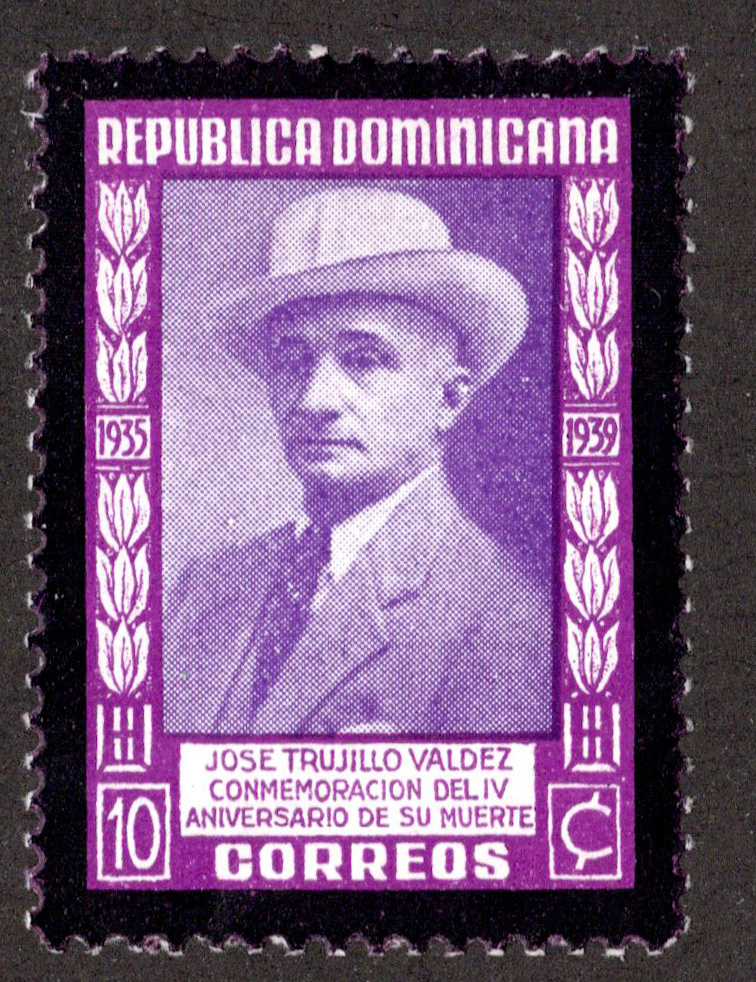 REPUBLICA DOMINICANA
1935
1939
JOSE TRUJILLO VALDEZ
CONMEMORACION DEL IV
ANIVERSARIO DE SU MUERTE
10
¢
CORREOS